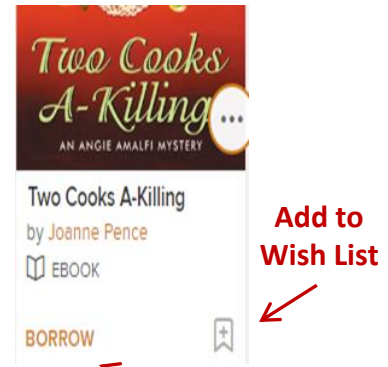 Two Cooks
A-Killing
AN ANGIE AMALFI MYSTERY
Two Cooks A-Killing
by Joanne Pence
EBOOK
BORROW
Add to
Wish List